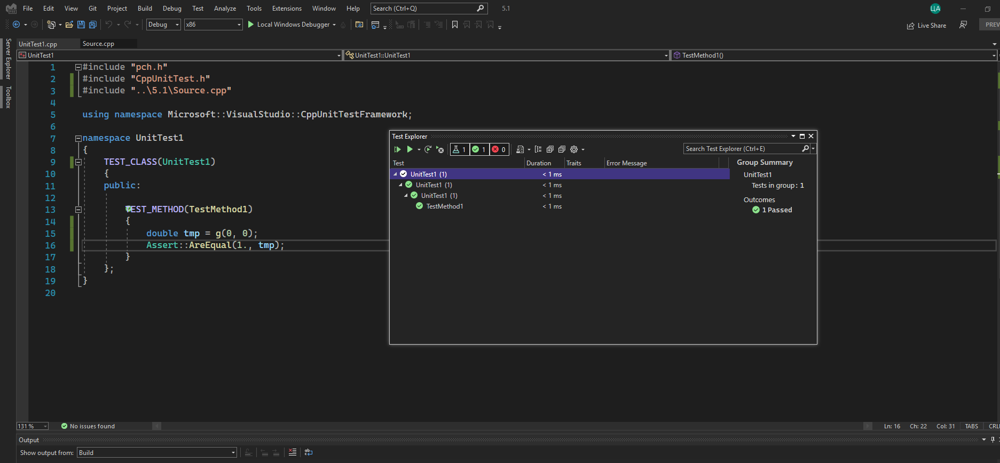 File Edit View Git Project Build Debug Test Analyze Tools Extensions Window Help Search (Ctrl+Q) 5.1 ЦА
Debug x86 Local Windows Debugger Live Share PREV
Server Explorer
Toolbox
UnitTest1.cpp Source.cpp
UnitTest1 UnitTest1::UnitTest1 TestMethod1()
1 #include "pch.h"
2 #include "CppUnitTest.h"
3 #include "..\5.1\Source.cpp"
4
5 using namespace Microsoft::VisualStudio::CppUnitTestFramework;
6
7 namespace UnitTest1
8 {
9 TEST_CLASS(UnitTest1)
10 {
11 public:
12
13 TEST_METHOD(TestMethod1)
14 {
15 double tmp = g(0, 0);
16 Assert::AreEqual(1., tmp);
17 }
18 };
19 }
20
Test Explorer
1 1 0 Search Test Explorer (Ctrl+E)
Test Duration Traits Error Message
UnitTest1 (1) < 1 ms
UnitTest1 (1) < 1 ms
UnitTest1 (1) < 1 ms
TestMethod1 < 1 ms
Group Summary
UnitTest1
Tests in group: 1
Outcomes
1 Passed
131 % No issues found Ln: 16 Ch: 22 Col: 31 TABS CRL
Output
Show output from: Build